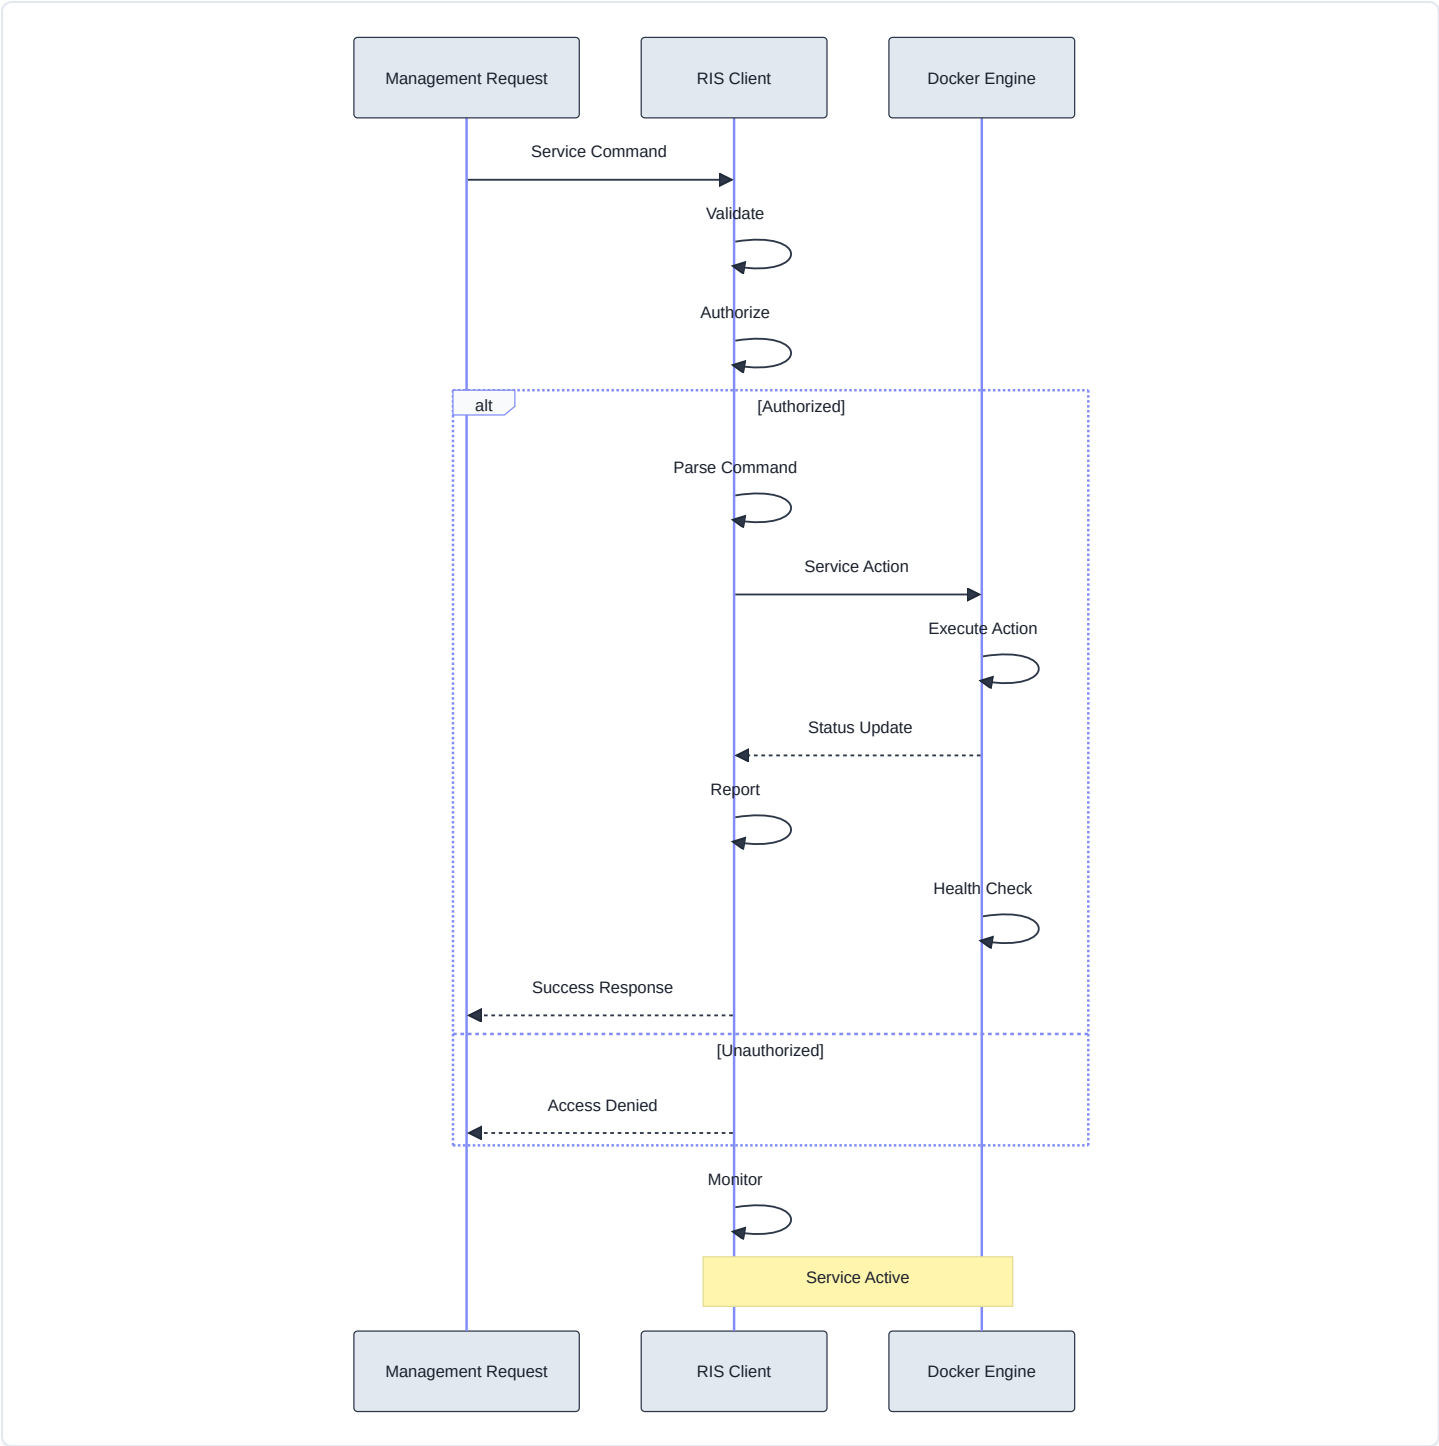 Management Request
RIS Client
Docker Engine
Service Command
Validate
Authorize
alt
[Authorized]
Parse Command
Service Action
Execute Action
Status Update
Report
Health Check
Success Response
[Unauthorized]
Access Denied
Monitor
Service Active
Management Request
RIS Client
Docker Engine